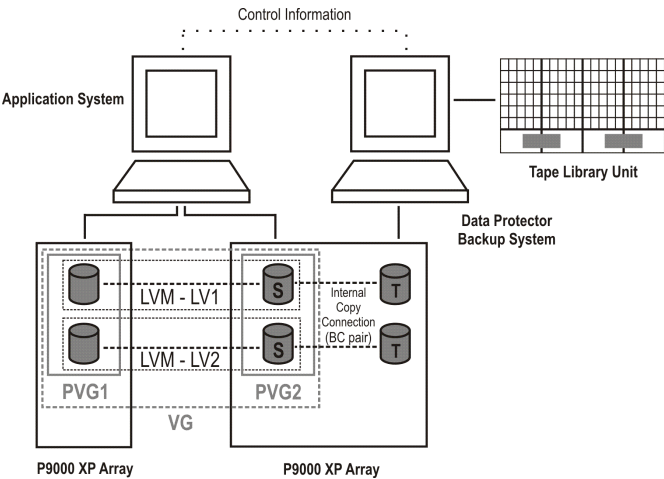 Control Information
Application System
Tape Library Unit
Data Protector
Backup System
S
T
LVM - LV1
Internal
Copy
Connection
(BC pair)
S
T
LVM - LV2
PVG1
PVG2
VG
P9000 XP Array
P9000 XP Array